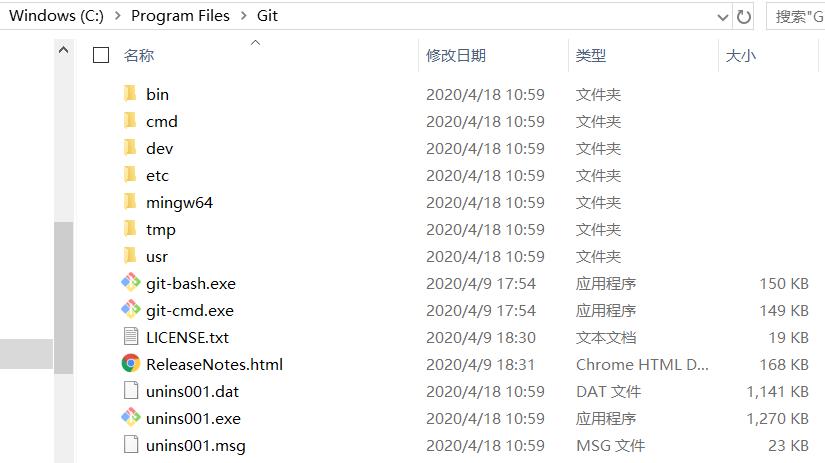 Windows (C:) > Program Files > Git 搜索"G
名称 修改日期 类型 大小
bin 2020/4/18 10:59 文件夹
cmd 2020/4/18 10:59 文件夹
dev 2020/4/18 10:59 文件夹
etc 2020/4/18 10:59 文件夹
mingw64 2020/4/18 10:59 文件夹
tmp 2020/4/18 10:59 文件夹
usr 2020/4/18 10:59 文件夹
git-bash.exe 2020/4/9 17:54 应用程序 150 KB
git-cmd.exe 2020/4/9 17:54 应用程序 149 KB
LICENSE.txt 2020/4/9 18:30 文本文档 19 KB
ReleaseNotes.html 2020/4/9 18:31 Chrome HTML D... 168 KB
unins001.dat 2020/4/18 10:59 DAT 文件 1,141 KB
unins001.exe 2020/4/18 10:59 应用程序 1,270 KB
unins001.msg 2020/4/18 10:59 MSG 文件 23 KB